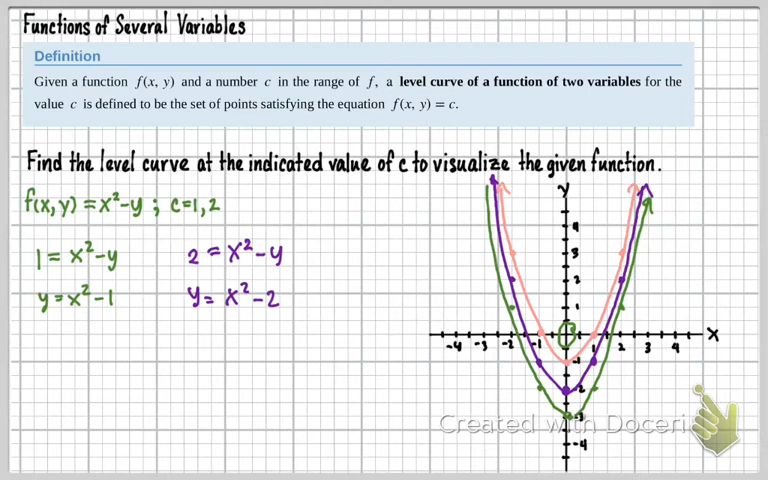 Functions of Several Variables
Definition
Given a function f(x, y) and a number c in the range of f, a level curve of a function of two variables for the
value c is defined to be the set of points satisfying the equation f(x, y) = c.
Find the level curve at the indicated value of c to visualize the given function.
f(x, y) = x²-y ; c=1, 2
1 = x²-y
2 = x²-y
y = x²-1
y = x²-2
Y
4
3
2
1
-4 -3 -2 -1 1 2 3 4 X
-1
-2
-3
-4
Created with Doceri